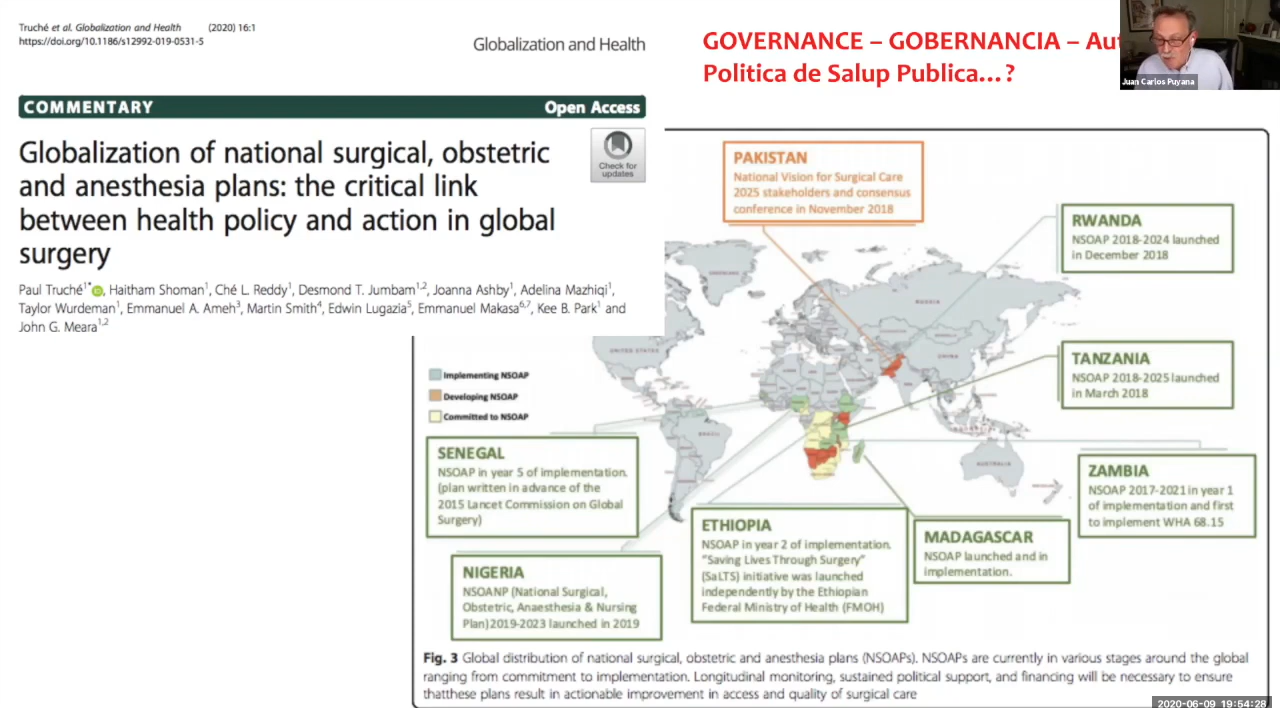 Truché et al. Globalization and Health (2020) 16:1
https://doi.org/10.1186/s12992-019-0531-5
Globalization and Health
COMMENTARY Open Access
Check for
updates
Globalization of national surgical, obstetric
and anesthesia plans: the critical link
between health policy and action in global
surgery
Paul Truché1*, Haitham Shoman1, Ché L. Reddy1, Desmond T. Jumbam1,2, Joanna Ashby1, Adelina Mazhiqi1,
Taylor Wurdeman1, Emmanuel A. Ameh3, Martin Smith4, Edwin Lugazia5, Emmanuel Makasa6,7, Kee B. Park1 and
John G. Meara1,2
GOVERNANCE – GOBERNANCIA – Aut
Politica de Salup Publica…?
Juan Carlos Puyana
PAKISTAN
National Vision for Surgical Care
2025 stakeholders and consensus
conference in November 2018
RWANDA
NSOAP 2018-2024 launched
in December 2018
TANZANIA
NSOAP 2018-2025 launched
in March 2018
RUSSIA
CHINA
UNITED STATES
BRAZIL
AUSTRALIA
Implementing NSOAP
Developing NSOAP
Committed to NSOAP
SENEGAL
NSOAP in year 5 of implementation.
(plan written in advance of the
2015 Lancet Commission on Global
Surgery)
ZAMBIA
NSOAP 2017-2021 in year 1
of implementation and first
to implement WHA 68.15
ETHIOPIA
NSOAP in year 2 of implementation.
“Saving Lives Through Surgery”
(SaLTS) initiative was launched
independently by the Ethiopian
Federal Ministry of Health (FMOH)
MADAGASCAR
NSOAP launched and in
implementation.
NIGERIA
NSOANP (National Surgical,
Obstetric, Anaesthesia & Nursing
Plan)2019-2023 launched in 2019
Fig. 3 Global distribution of national surgical, obstetric and anesthesia plans (NSOAPs). NSOAPs are currently in various stages around the global
ranging from commitment to implementation. Longitudinal monitoring, sustained political support, and financing will be necessary to ensure
thatthese plans result in actionable improvement in access and quality of surgical care
2020-06-09 19:54:28